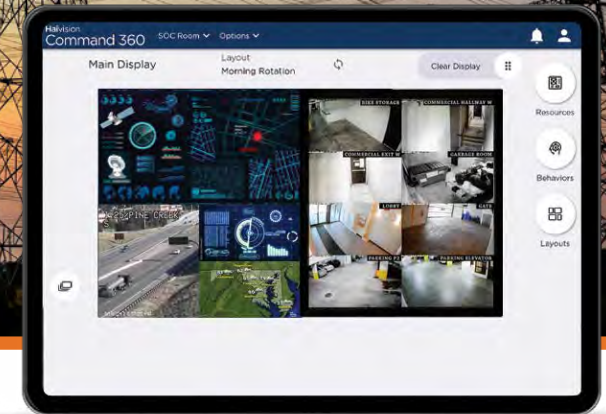 Haivision
Command 360
SOC Room
Options
Main Display
Layout
Morning Rotation
Clear Display
Resources
Behaviors
Layouts
BIKE STORAGE
COMMERCIAL HALLWAY W
COMMERCIAL EXIT W
GARBAGE ROOM
LOBBY
GATE
PARKING P2
PARKING ELEVATOR
PINE CREEK